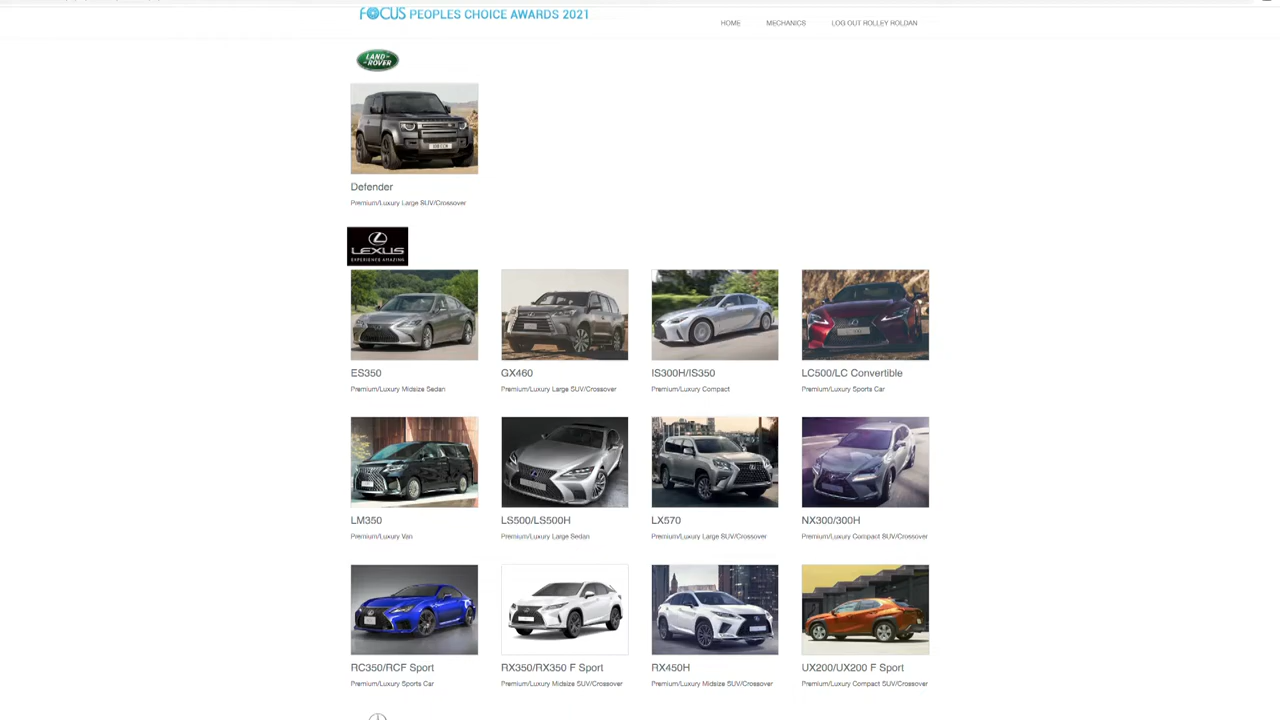 FOCUS PEOPLES CHOICE AWARDS 2021
HOME MECHANICS LOG OUT ROLLEY ROLDAN
LAND
ROVER
Defender
Premium/Luxury Large SUV/Crossover
LEXUS
EXPERIENCE AMAZING
ES350 GX460 IS300H/IS350 LC500/LC Convertible
Premium/Luxury Midsize Sedan Premium/Luxury Large SUV/Crossover Premium/Luxury Compact Premium/Luxury Sports Car
LM350 LS500/LS500H LX570 NX300/300H
Premium/Luxury Van Premium/Luxury Large Sedan Premium/Luxury Large SUV/Crossover Premium/Luxury Compact SUV/Crossover
RC350/RCF Sport RX350/RX350 F Sport RX450H UX200/UX200 F Sport
Premium/Luxury Sports Car Premium/Luxury Midsize SUV/Crossover Premium/Luxury Midsize SUV/Crossover Premium/Luxury Compact SUV/Crossover